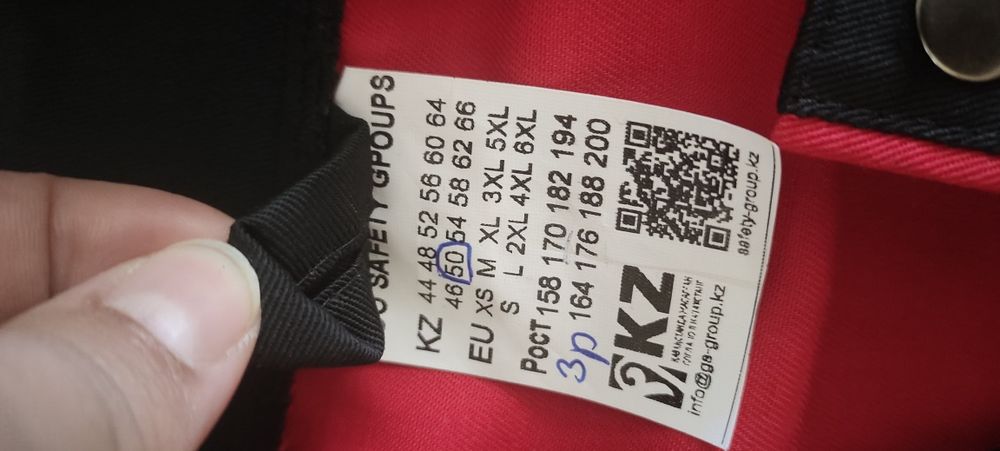 SAFETY GPOUPS
KZ 44 48 52 56 60 64
46 50 54 58 62 66
EU XS M XL 3XL 5XL
S L 2XL 4XL 6XL
Рост 158 170 182 194
3р 164 176 188 200
KZ
info@gs-group.kz
safety-group.kz